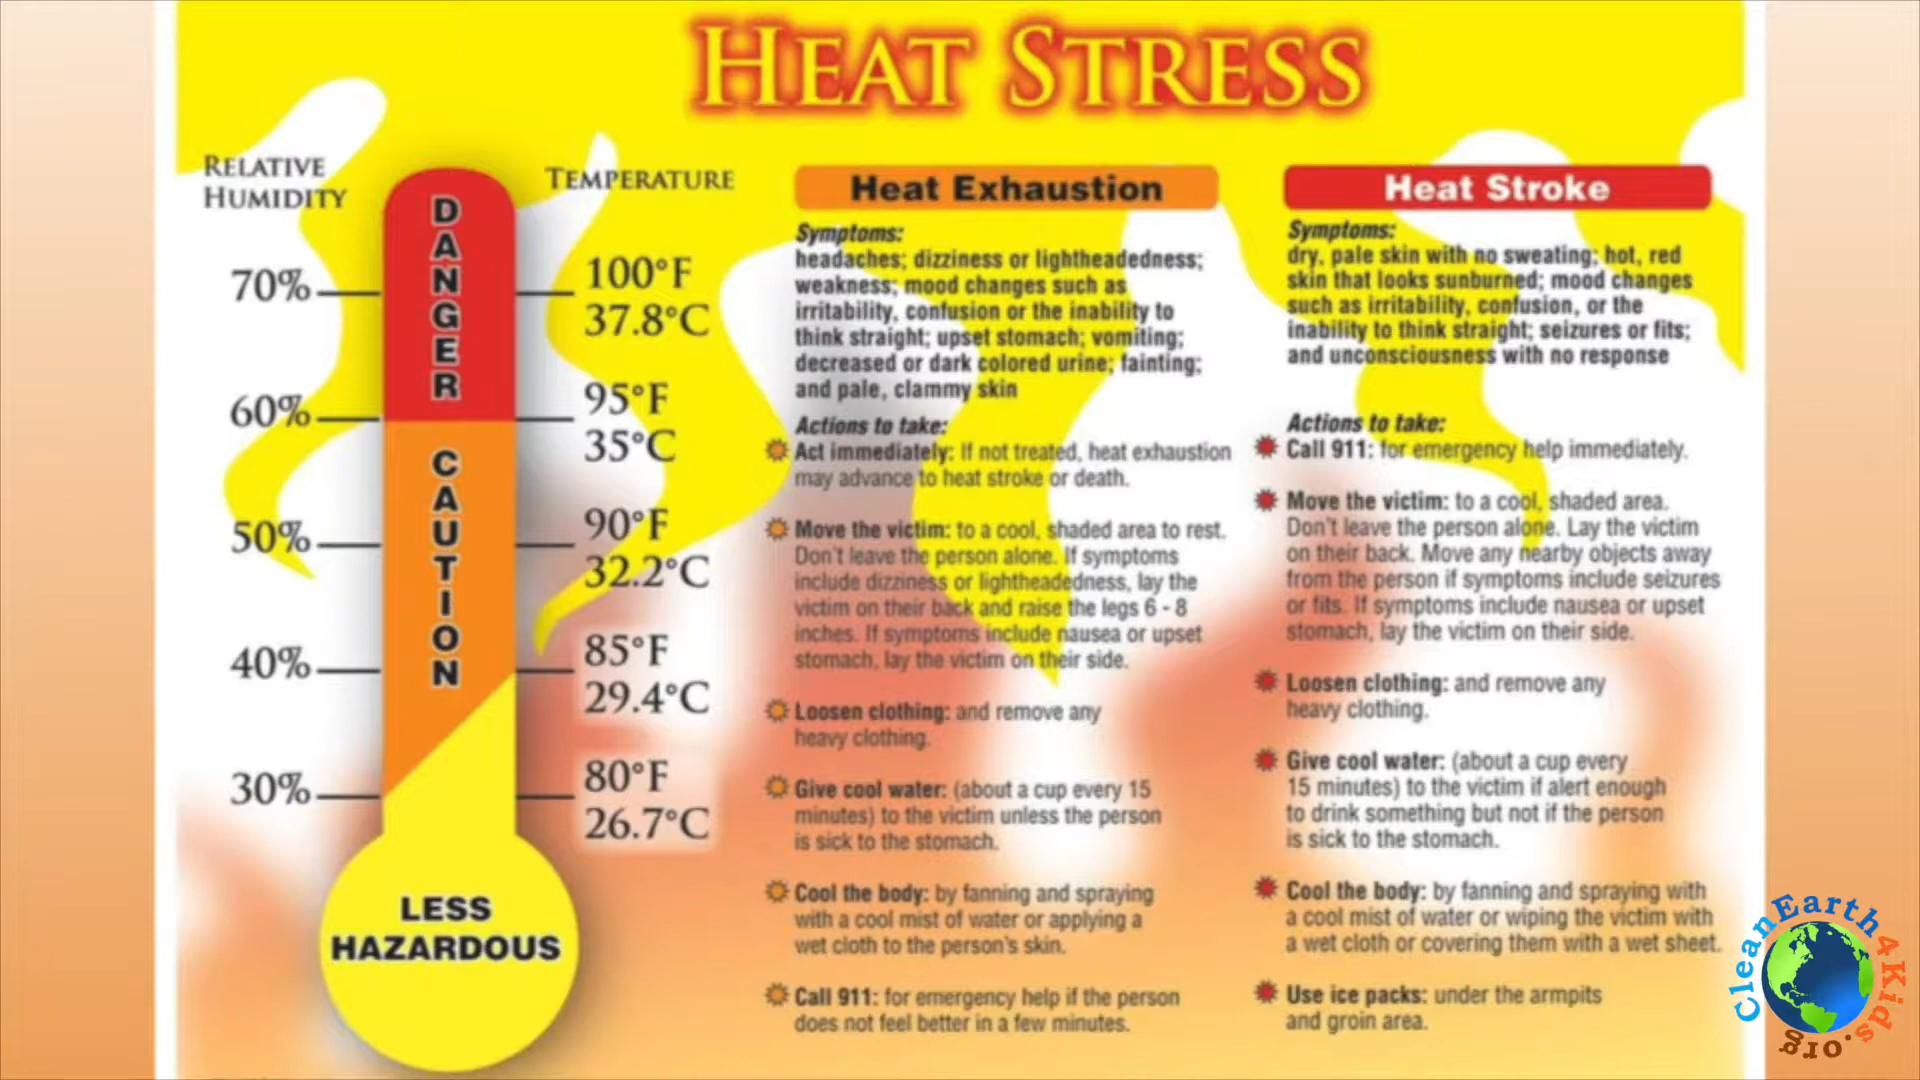 HEAT STRESS
RELATIVE
HUMIDITY
TEMPERATURE
DANGER
CAUTION
LESS
HAZARDOUS
70%
60%
50%
40%
30%
100°F
37.8°C
95°F
35°C
90°F
32.2°C
85°F
29.4°C
80°F
26.7°C
Heat Exhaustion
Symptoms:
headaches; dizziness or lightheadedness;
weakness; mood changes such as
irritability, confusion or the inability to
think straight; upset stomach; vomiting;
decreased or dark colored urine; fainting;
and pale, clammy skin
Actions to take:
Act immediately: If not treated, heat exhaustion
may advance to heat stroke or death.
Move the victim: to a cool, shaded area to rest.
Don't leave the person alone. If symptoms
include dizziness or lightheadedness, lay the
victim on their back and raise the legs 6 - 8
inches. If symptoms include nausea or upset
stomach, lay the victim on their side.
Loosen clothing: and remove any
heavy clothing.
Give cool water: (about a cup every 15
minutes) to the victim unless the person
is sick to the stomach.
Cool the body: by fanning and spraying
with a cool mist of water or applying a
wet cloth to the person's skin.
Call 911: for emergency help if the person
does not feel better in a few minutes.
Heat Stroke
Symptoms:
dry, pale skin with no sweating; hot, red
skin that looks sunburned; mood changes
such as irritability, confusion, or the
inability to think straight; seizures or fits;
and unconsciousness with no response
Actions to take:
Call 911: for emergency help immediately.
Move the victim: to a cool, shaded area.
Don't leave the person alone. Lay the victim
on their back. Move any nearby objects away
from the person if symptoms include seizures
or fits. If symptoms include nausea or upset
stomach, lay the victim on their side.
Loosen clothing: and remove any
heavy clothing.
Give cool water: (about a cup every
15 minutes) to the victim if alert enough
to drink something but not if the person
is sick to the stomach.
Cool the body: by fanning and spraying with
a cool mist of water or wiping the victim with
a wet cloth or covering them with a wet sheet.
Use ice packs: under the armpits
and groin area.
CleanEarth4Kids.org